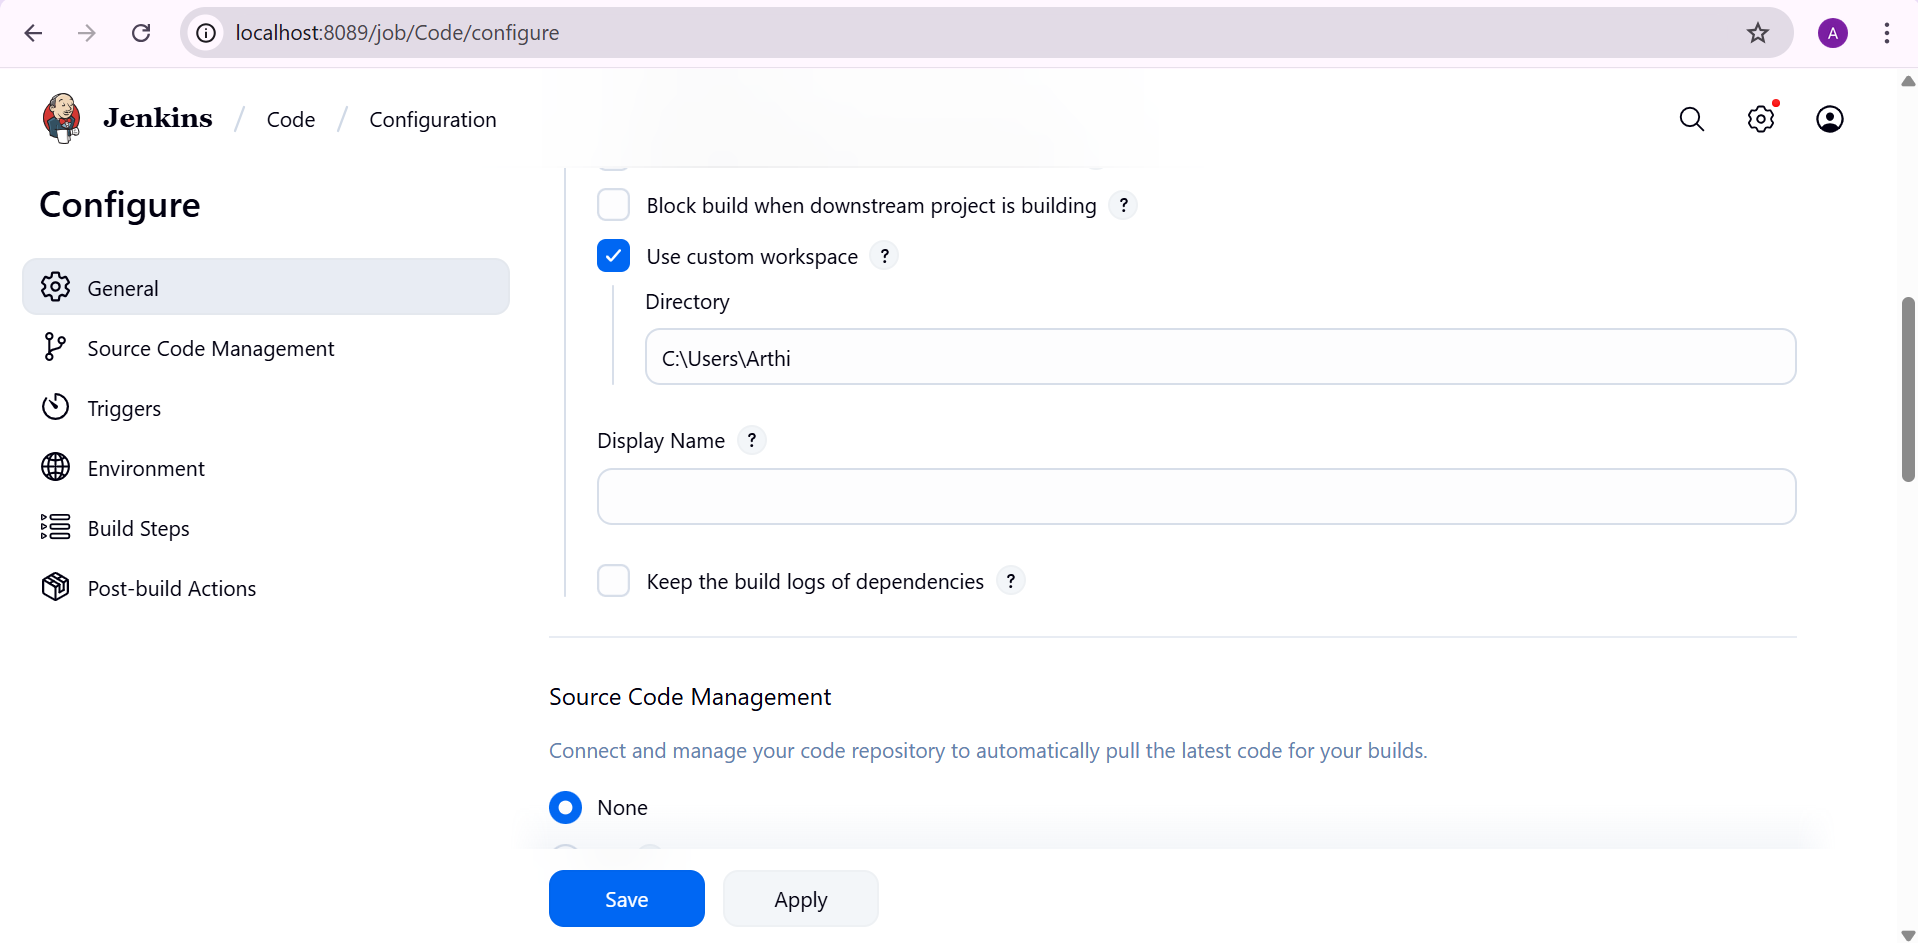 localhost:8089/job/Code/configure
A
Jenkins / Code / Configuration
Configure
General
Source Code Management
Triggers
Environment
Build Steps
Post-build Actions
Block build when downstream project is building ?
Use custom workspace ?
Directory
C:\Users\Arthi
Display Name ?
Keep the build logs of dependencies ?
Source Code Management
Connect and manage your code repository to automatically pull the latest code for your builds.
None
Save
Apply